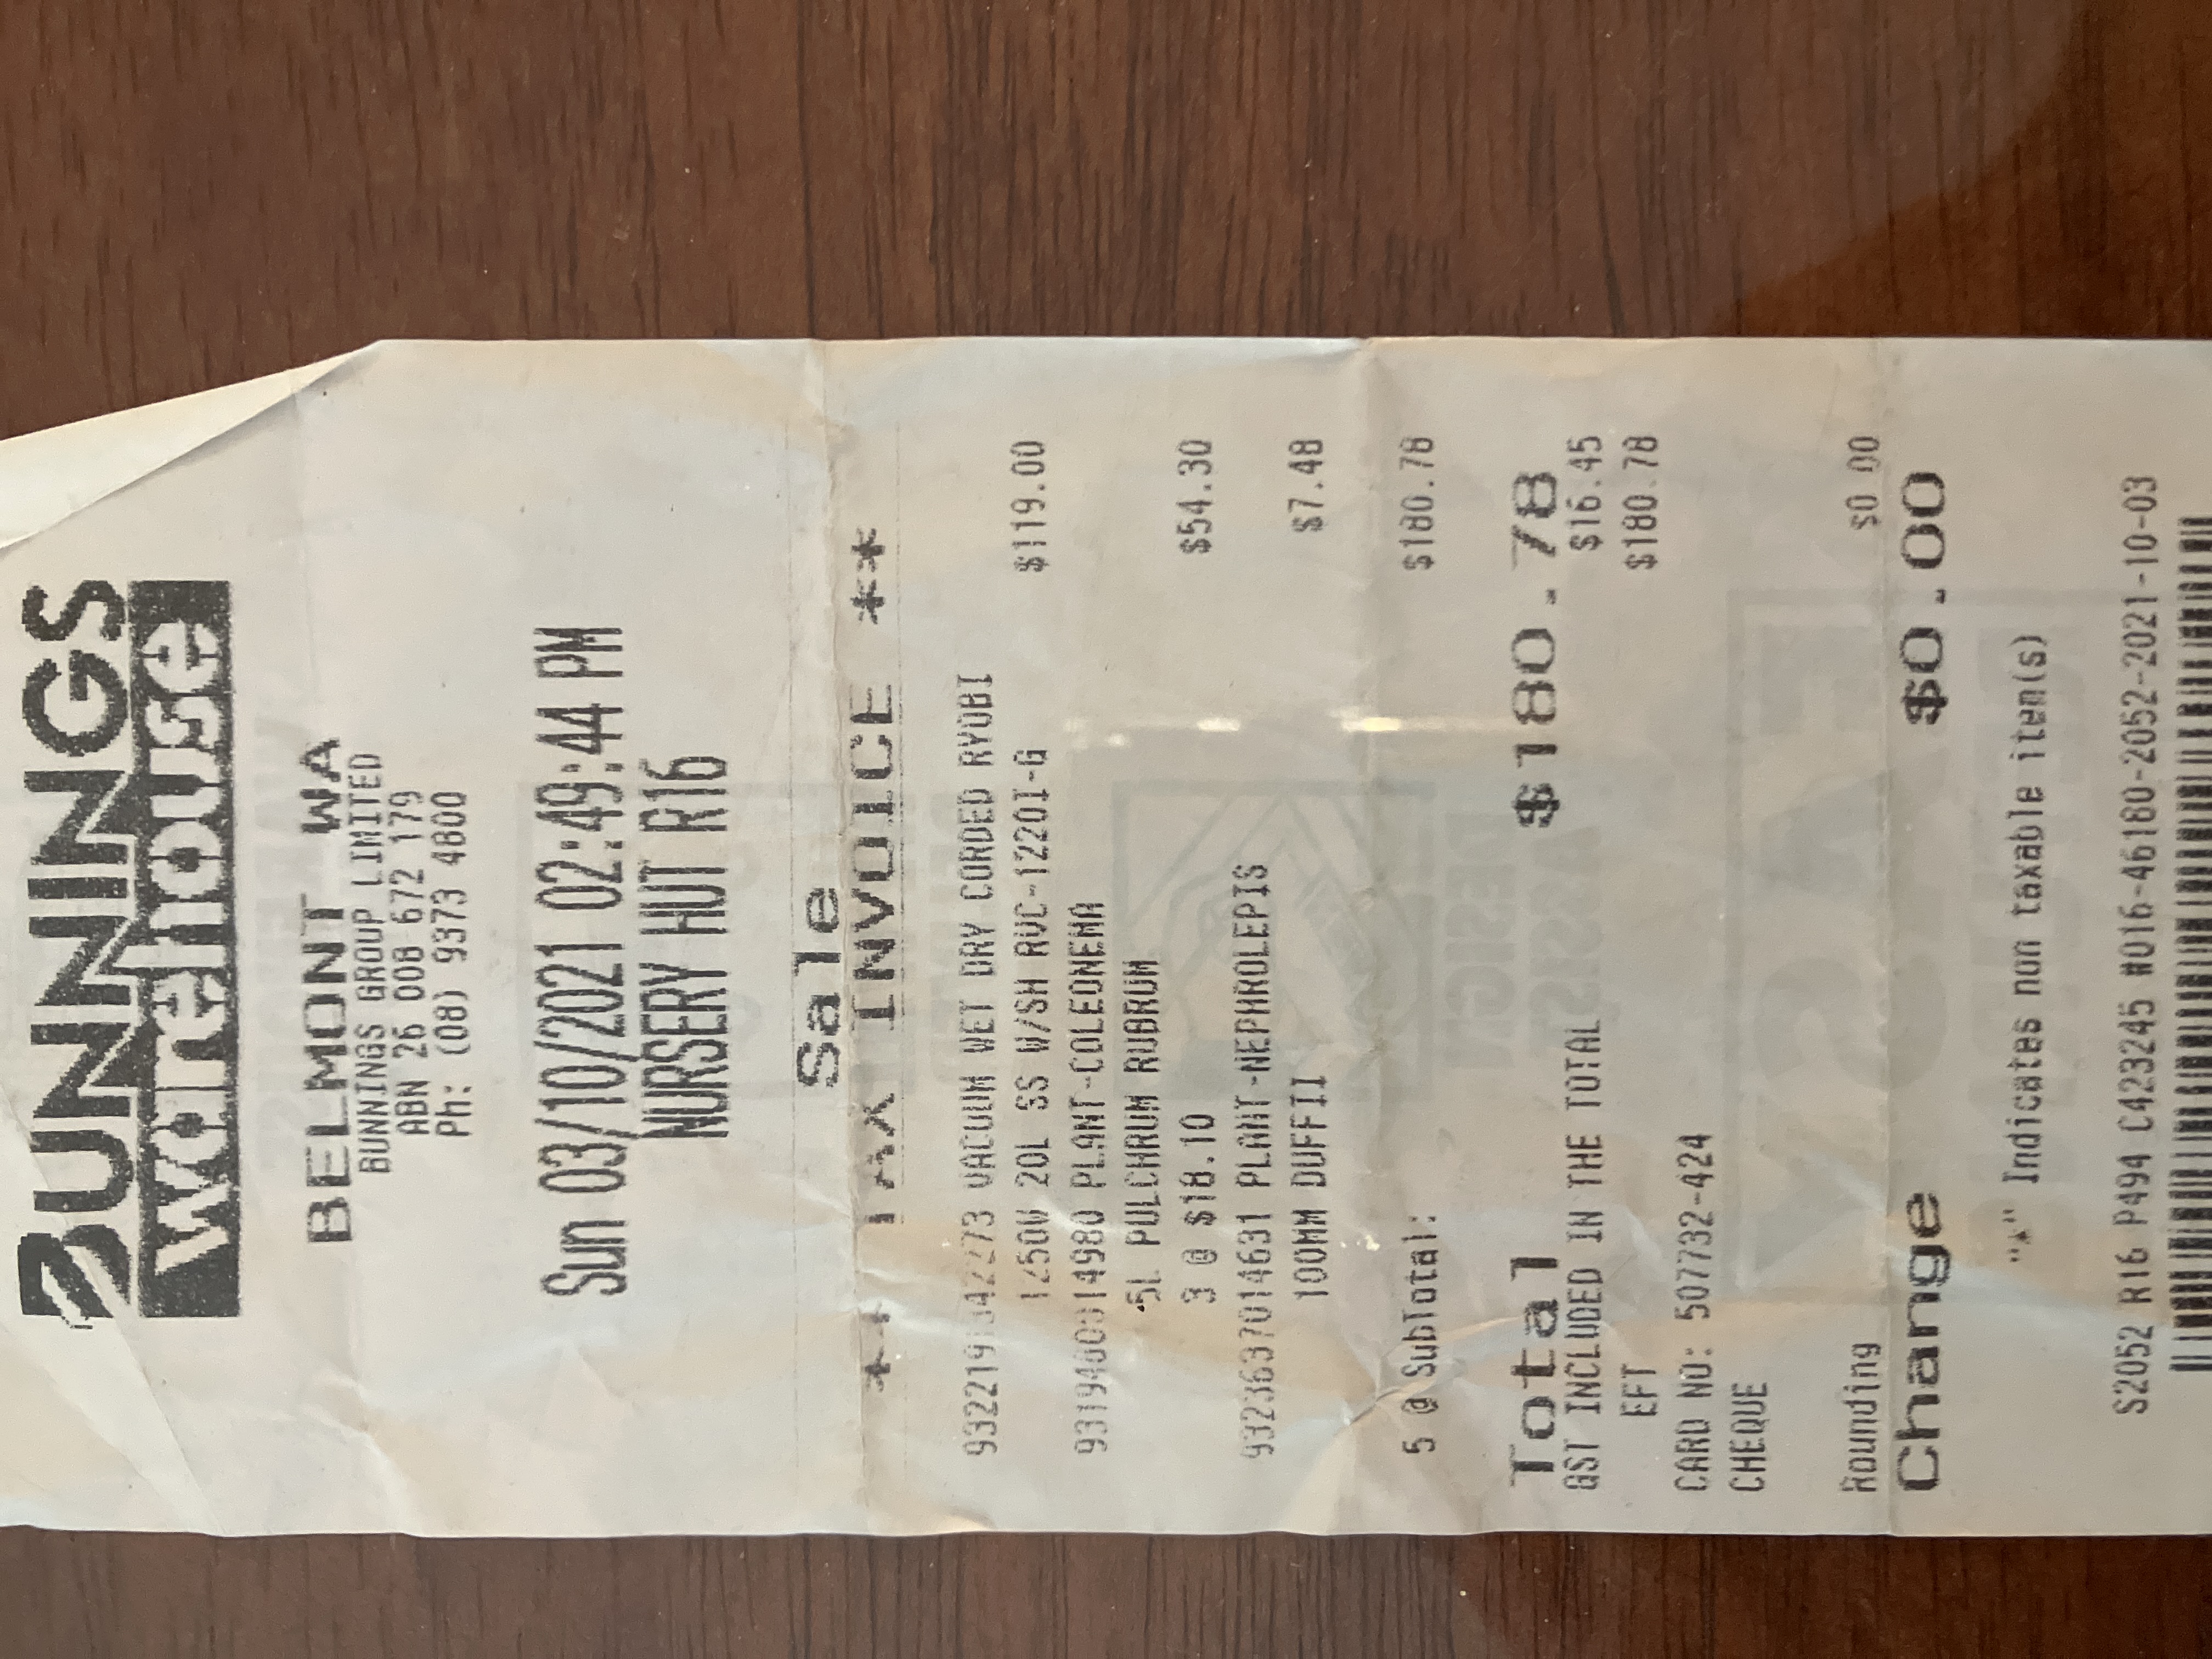 BUNNINGS
warehouse
BELMONT WA
BUNNINGS GROUP LIMITED
ABN 26 008 672 179
Ph: (08) 9373 4800
Sun 03/10/2021 02:49:44 PM
NURSERY HUT R16
Sale
** TAX INVOICE **
VACUUM WET DRY CORDED RYOBI
1250W 20L SS W/SH RVC-1220I-G $119.00
PLANT-COLEONEMA
5L PULCHRUM RUBRUM
3 @ $18.10 $54.30
9323637014631 PLANT-NEPHROLEPIS
100MM DUFFII $7.48
5 @ SubTotal: $180.78
Total $180.78
GST INCLUDED IN THE TOTAL $16.45
EFT $180.78
CARD NO: 507732-424
CHEQUE
Rounding $0.00
Change $0.00
"*" Indicates non taxable item(s)
S2052 R16 P494 C423245 #016-46180-2052-2021-10-03